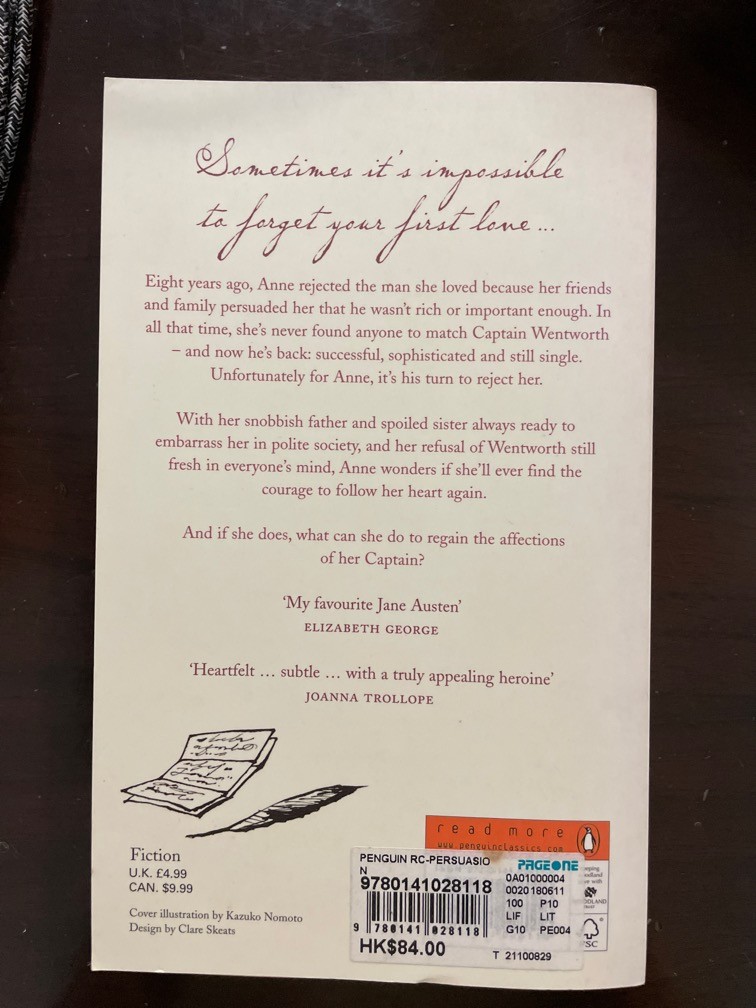 Sometimes it's impossible
to forget your first love ...
Eight years ago, Anne rejected the man she loved because her friends
and family persuaded her that he wasn't rich or important enough. In
all that time, she's never found anyone to match Captain Wentworth
– and now he's back: successful, sophisticated and still single.
Unfortunately for Anne, it's his turn to reject her.
With her snobbish father and spoiled sister always ready to
embarrass her in polite society, and her refusal of Wentworth still
fresh in everyone's mind, Anne wonders if she'll ever find the
courage to follow her heart again.
And if she does, what can she do to regain the affections
of her Captain?
'My favourite Jane Austen'
ELIZABETH GEORGE
'Heartfelt ... subtle ... with a truly appealing heroine'
JOANNA TROLLOPE
Fiction
U.K. £4.99
CAN. $9.99
Cover illustration by Kazuko Nomoto
Design by Clare Skeats
read more
www.penguinclassics.com
PENGUIN RC-PERSUASIO
N
PAGEONE
9780141028118
0A01000004
0020180611
100 P10
LIF LIT
G10 PE004
9 780141 028118
HK$84.00
T 21100829